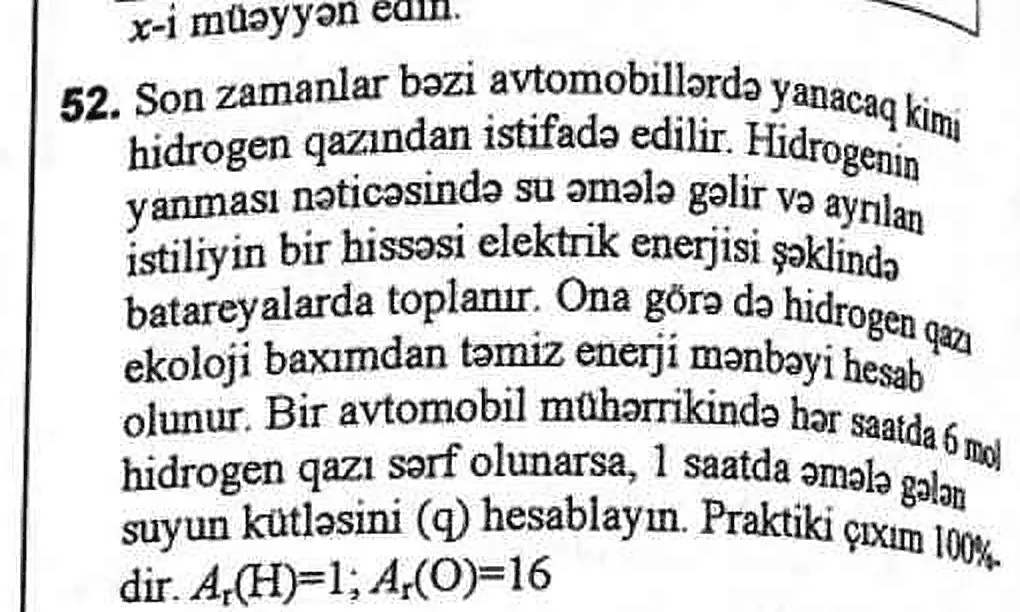 x-i müəyyən edin.
52. Son zamanlar bəzi avtomobillərdə yanacaq kimi
hidrogen qazından istifadə edilir. Hidrogenin
yanması nəticəsində su əmələ gəlir və ayrılan
istiliyin bir hissəsi elektrik enerjisi şəklində
batareyalarda toplanır. Ona görə də hidrogen qazı
ekoloji baxımdan təmiz enerji mənbəyi hesab
olunur. Bir avtomobil mühərrikində hər saatda 6 mol
hidrogen qazı sərf olunarsa, 1 saatda əmələ gələn
suyun kütləsini (q) hesablayın. Praktiki çıxım 100%-
dir. Aᵣ(H)=1; Aᵣ(O)=16